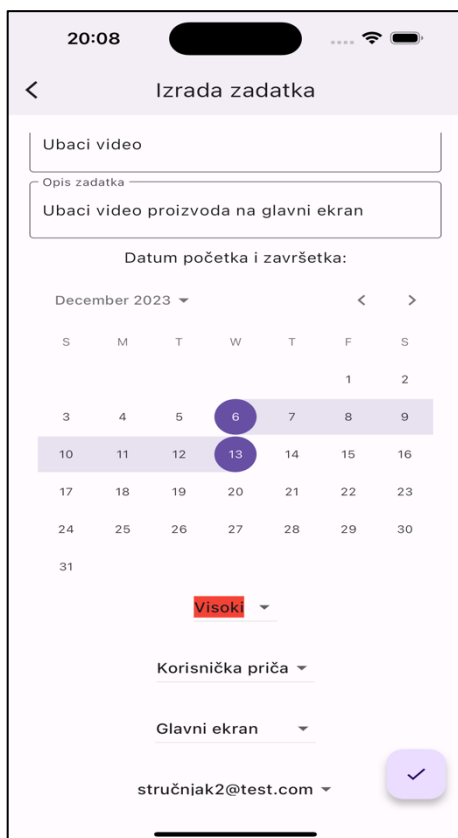 20:08
Izrada zadatka
Ubaci video
Opis zadatka
Ubaci video proizvoda na glavni ekran
Datum početka i završetka:
December 2023
S M T W T F S
1 2
3 4 5 6 7 8 9
10 11 12 13 14 15 16
17 18 19 20 21 22 23
24 25 26 27 28 29 30
31
Visoki
Korisnička priča
Glavni ekran
stručnjak2@test.com